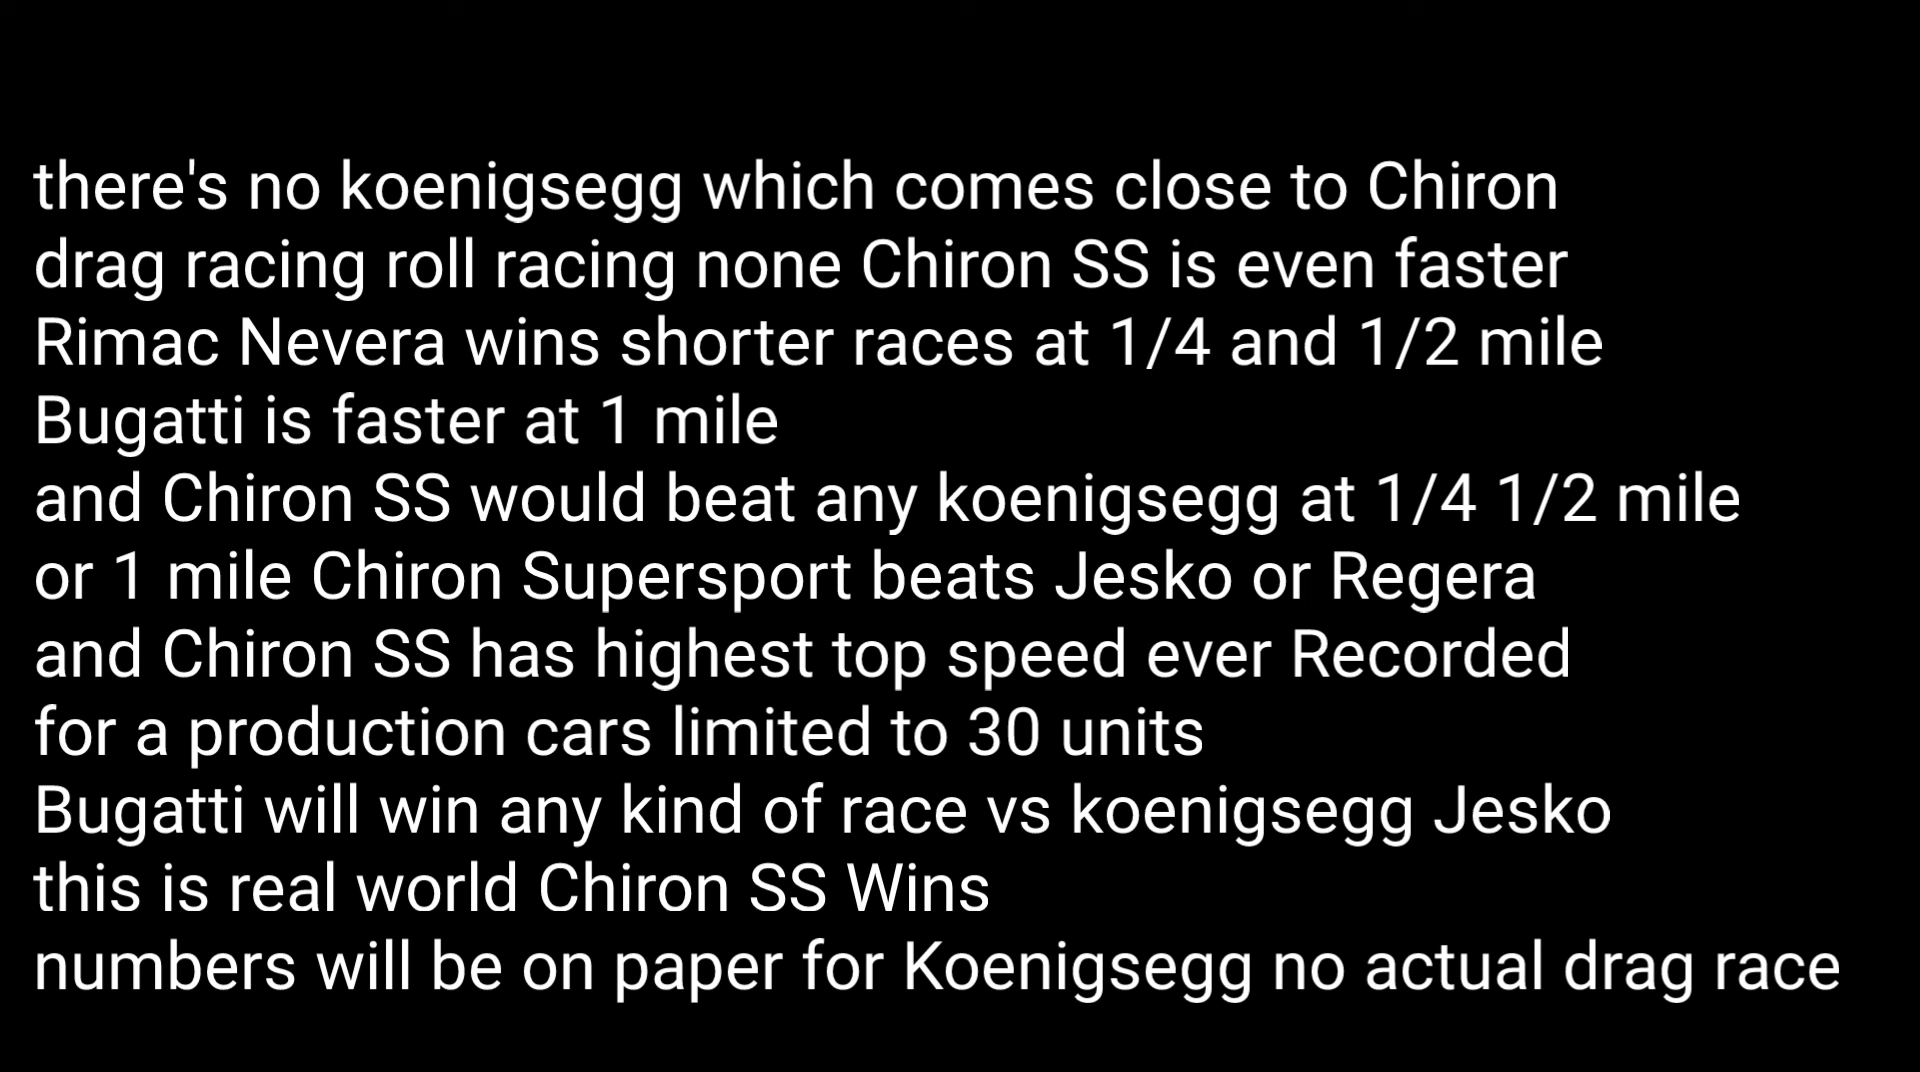 there's no koenigsegg which comes close to Chiron
drag racing roll racing none Chiron SS is even faster
Rimac Nevera wins shorter races at 1/4 and 1/2 mile
Bugatti is faster at 1 mile
and Chiron SS would beat any koenigsegg at 1/4 1/2 mile
or 1 mile Chiron Supersport beats Jesko or Regera
and Chiron SS has highest top speed ever Recorded
for a production cars limited to 30 units
Bugatti will win any kind of race vs koenigsegg Jesko
this is real world Chiron SS Wins
numbers will be on paper for Koenigsegg no actual drag race